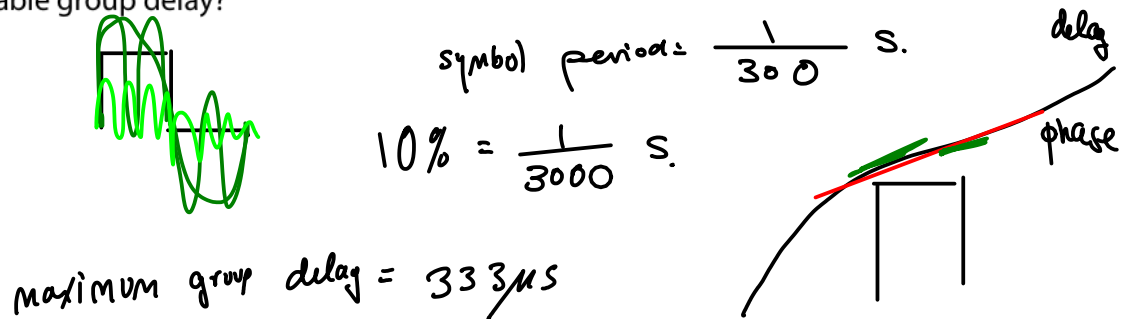 able group delay?
symbol period = 1/300 s.
10% = 1/3000 s.
maximum group delay = 333µs
delay
phase